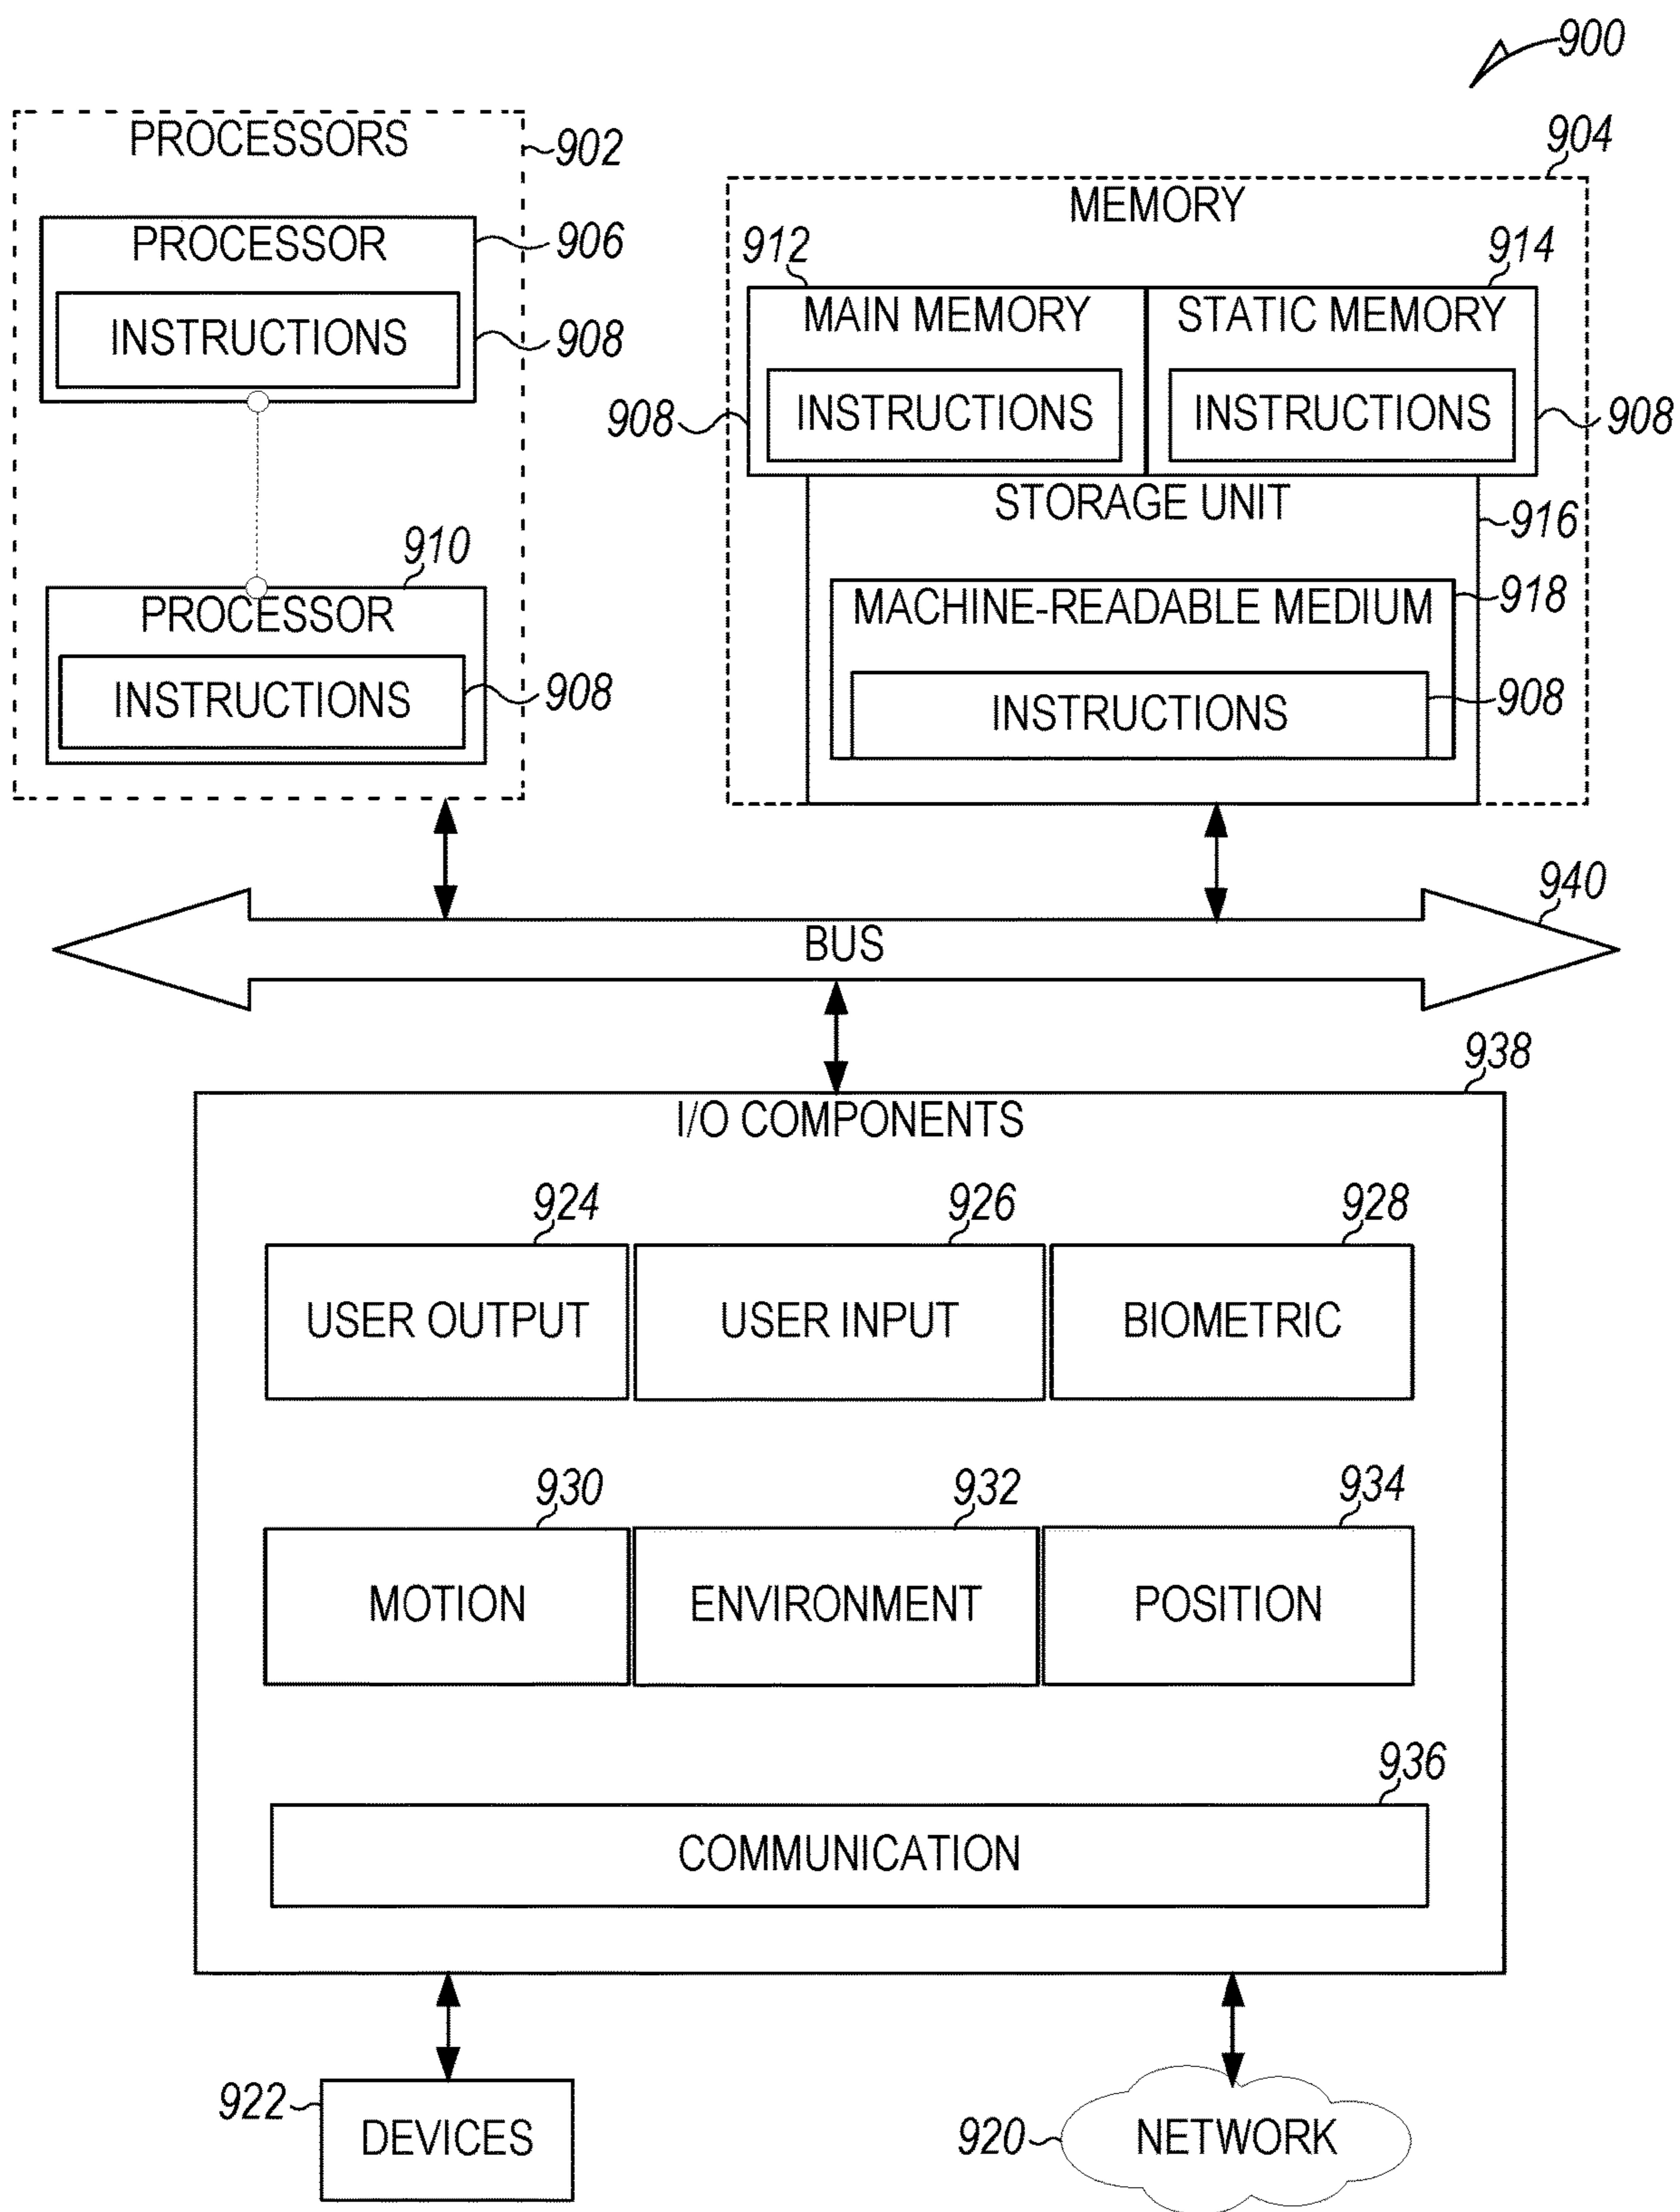 900
PROCESSORS
902
PROCESSOR
906
INSTRUCTIONS
908
910
PROCESSOR
INSTRUCTIONS
908
904
MEMORY
912
914
MAIN MEMORY
STATIC MEMORY
908
INSTRUCTIONS
INSTRUCTIONS
908
STORAGE UNIT
916
MACHINE-READABLE MEDIUM
918
INSTRUCTIONS
908
940
BUS
938
I/O COMPONENTS
924
926
928
USER OUTPUT
USER INPUT
BIOMETRIC
930
932
934
MOTION
ENVIRONMENT
POSITION
936
COMMUNICATION
922
DEVICES
920
NETWORK